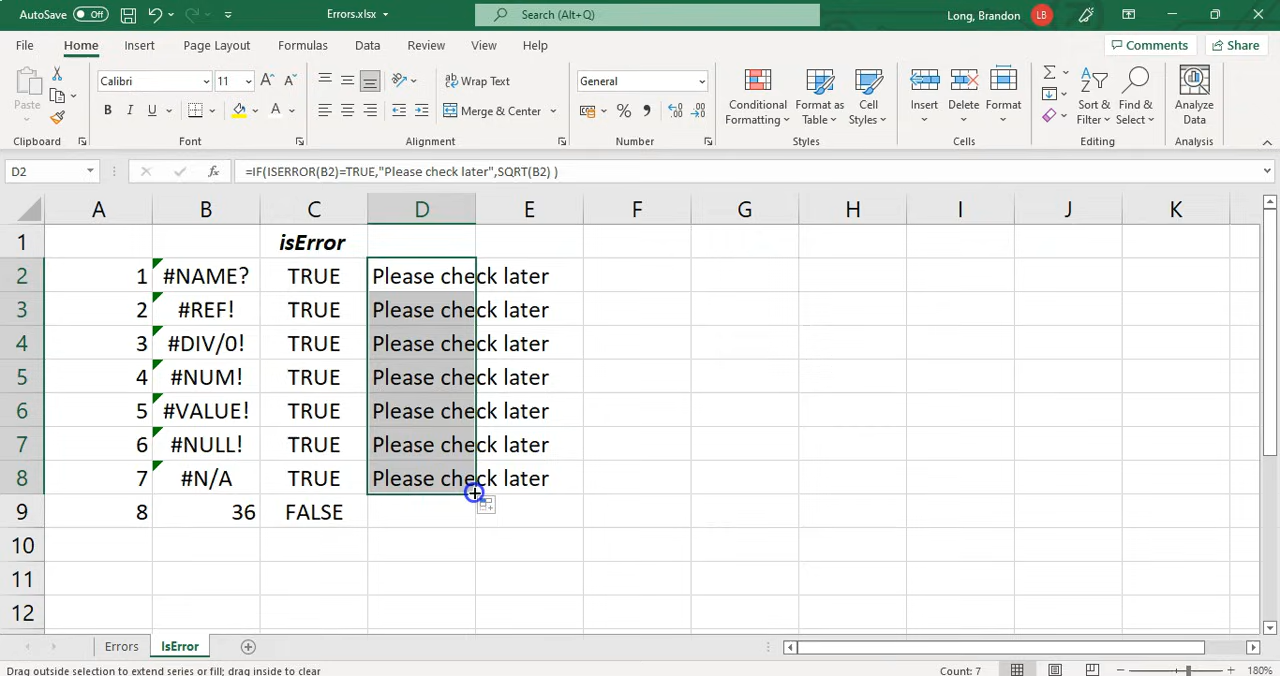 AutoSave Off Errors.xlsx Search (Alt+Q) Long, Brandon LB
File Home Insert Page Layout Formulas Data Review View Help Comments Share
Paste Calibri 11 A A Wrap Text General Conditional Formatting Format as Table Cell Styles Insert Delete Format Sort & Filter Find & Select Analyze Data
B I U A Merge & Center % ,
Clipboard Font Alignment Number Styles Cells Editing Analysis
D2 fx =IF(ISERROR(B2)=TRUE,"Please check later",SQRT(B2) )
A B C D E F G H I J K
1 isError
2 1 #NAME? TRUE Please check later
3 2 #REF! TRUE Please check later
4 3 #DIV/0! TRUE Please check later
5 4 #NUM! TRUE Please check later
6 5 #VALUE! TRUE Please check later
7 6 #NULL! TRUE Please check later
8 7 #N/A TRUE Please check later
9 8 36 FALSE
10
11
12
Errors IsError
Drag outside selection to extend series or fill; drag inside to clear Count: 7 180%